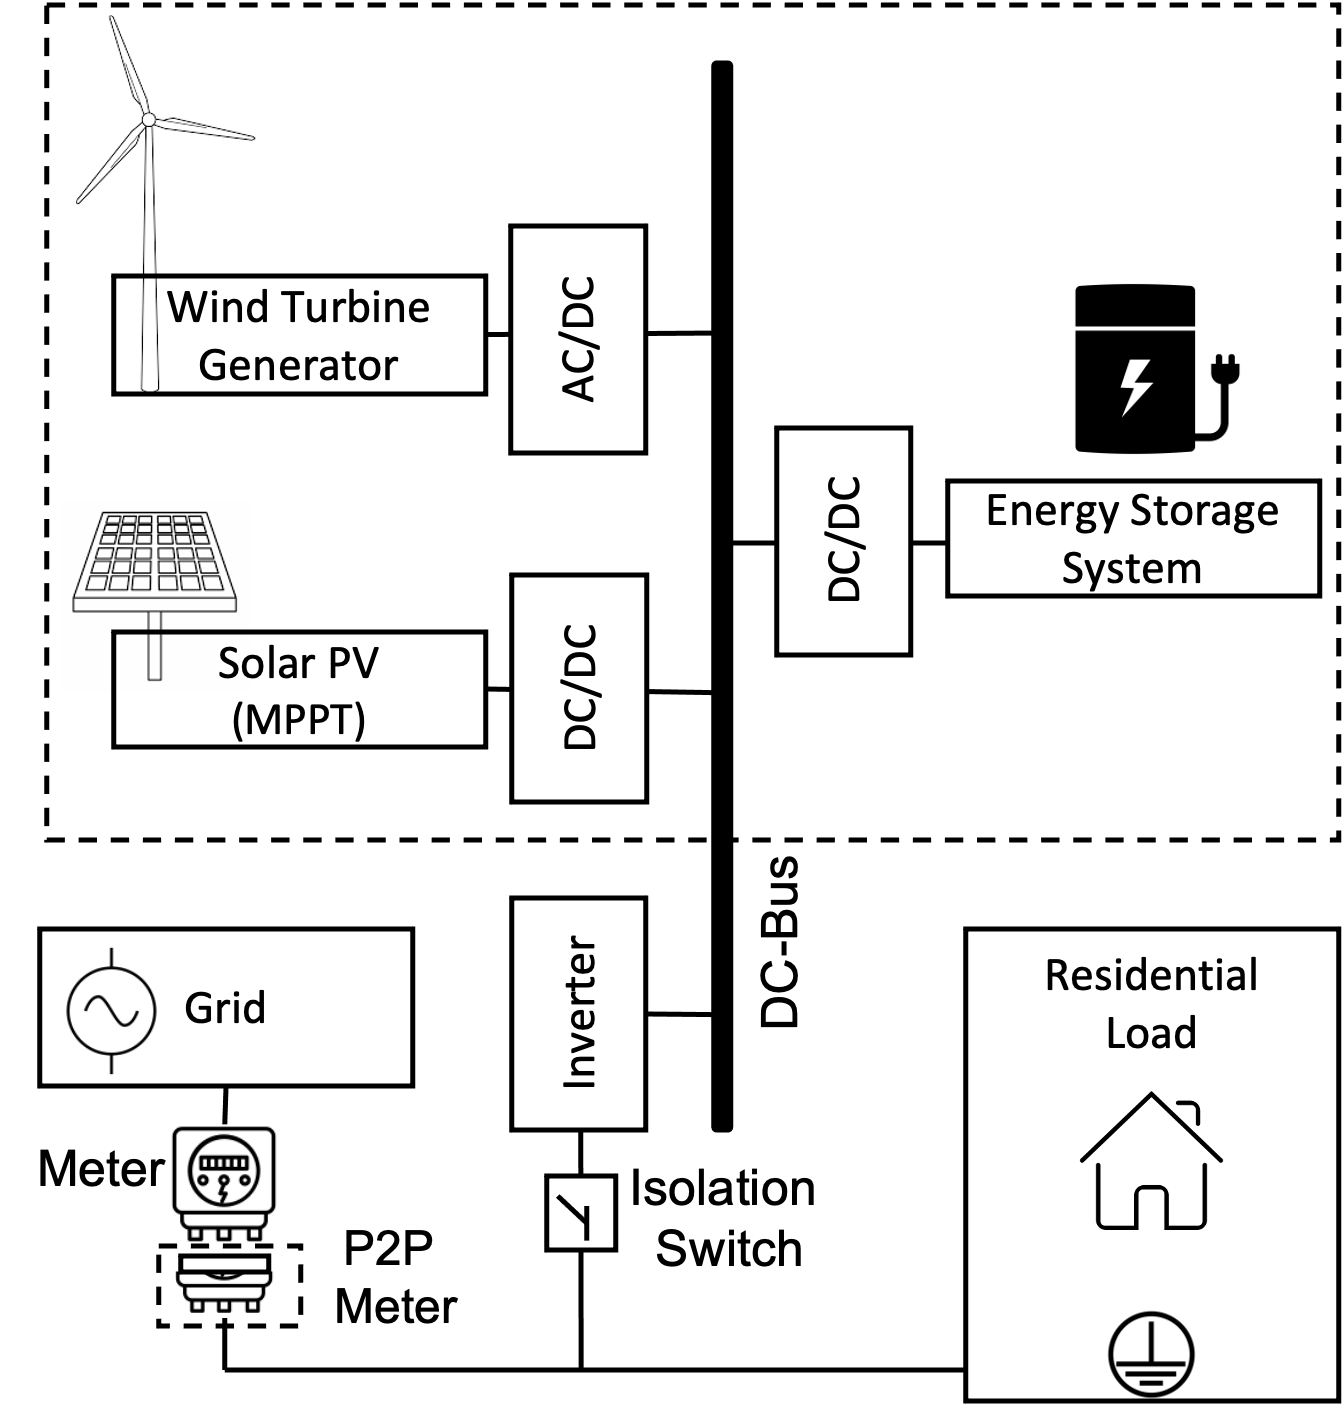 Wind Turbine
Generator
AC/DC
Energy Storage
System
DC/DC
Solar PV
(MPPT)
DC/DC
DC-Bus
Grid
Inverter
Residential
Load
Meter
Isolation
Switch
P2P
Meter